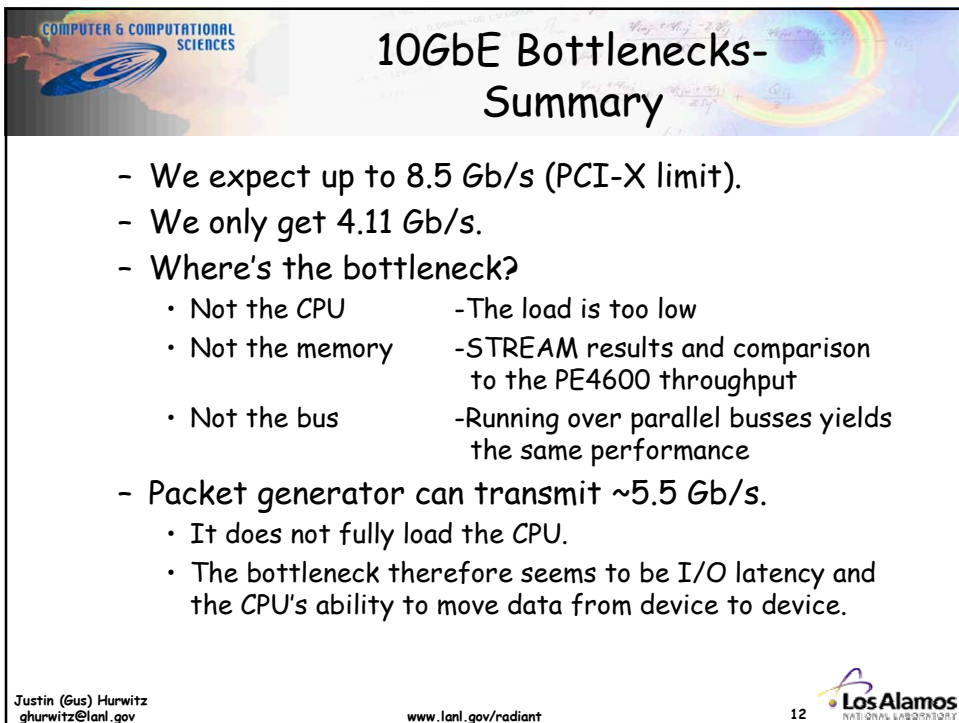 COMPUTER & COMPUTATIONAL
SCIENCES
10GbE Bottlenecks-
Summary
– We expect up to 8.5 Gb/s (PCI-X limit).
– We only get 4.11 Gb/s.
– Where's the bottleneck?
• Not the CPU -The load is too low
• Not the memory -STREAM results and comparison
to the PE4600 throughput
• Not the bus -Running over parallel busses yields
the same performance
– Packet generator can transmit ~5.5 Gb/s.
• It does not fully load the CPU.
• The bottleneck therefore seems to be I/O latency and
the CPU's ability to move data from device to device.
Justin (Gus) Hurwitz
ghurwitz@lanl.gov
www.lanl.gov/radiant
12
Los Alamos
NATIONAL LABORATORY